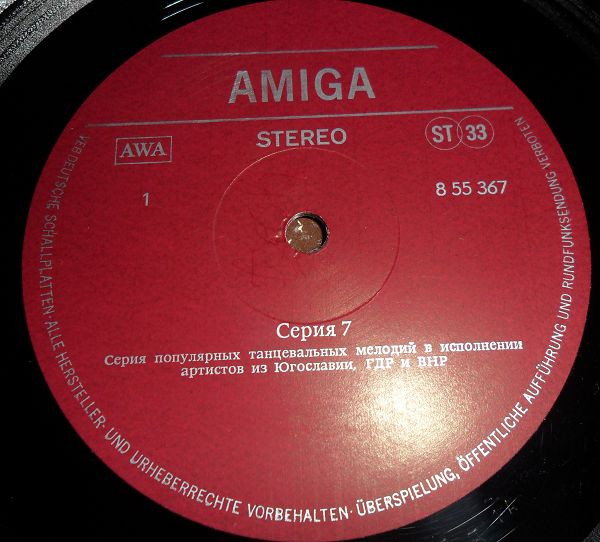 AMIGA
STEREO
AWA
ST 33
1
8 55 367
Серия 7
Серия популярных танцевальных мелодий в исполнении
артистов из Югославии, ГДР и ВНР
VEB DEUTSCHE SCHALLPLATTEN · ALLE HERSTELLER- UND URHEBERRECHTE VORBEHALTEN · ÜBERSPIELUNG, ÖFFENTLICHE AUFFÜHRUNG UND RUNDFUNKSENDUNG VERBOTEN